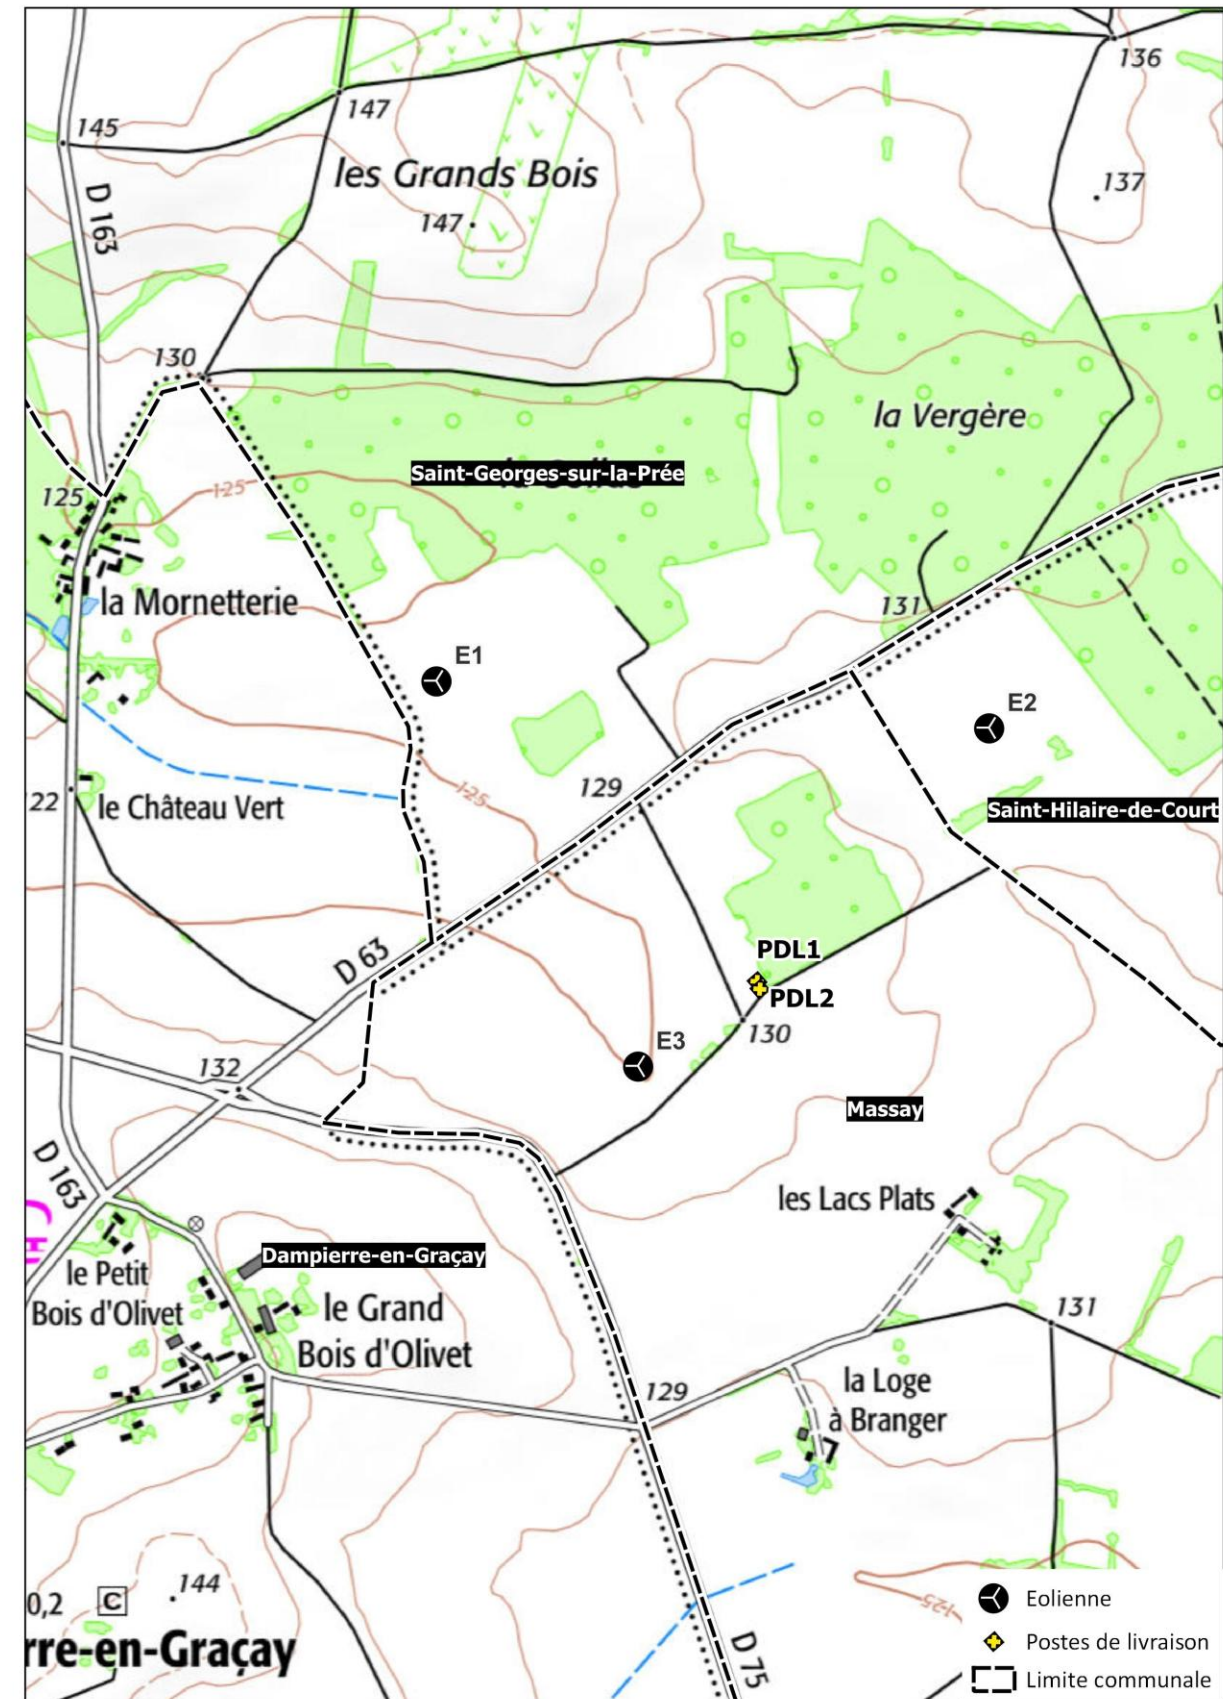 136
147
145
les Grands Bois
137
D 163
147
130
la Vergère
Saint-Georges-sur-la-Prée
125
125
la Mornetterie
131
E1
E2
129
125
122
le Château Vert
Saint-Hilaire-de-Court
PDL1
D 63
PDL2
130
E3
132
Massay
D 163
les Lacs Plats
Dampierre-en-Graçay
le Petit
Bois d'Olivet
le Grand
Bois d'Olivet
131
129
la Loge
à Branger
144
0,2
C
rre-en-Graçay
D 75
125
Eolienne
Postes de livraison
Limite communale